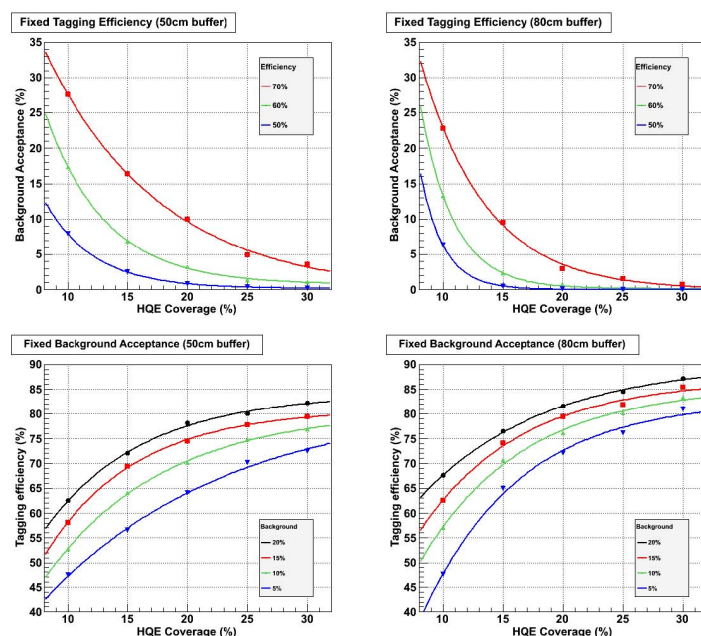 Fixed Tagging Efficiency (50cm buffer)
Background Acceptance (%)
35
30
25
20
15
10
5
0
Efficiency
70%
60%
50%
10 15 20 25 30
HQE Coverage (%)
Fixed Tagging Efficiency (80cm buffer)
Background Acceptance (%)
35
30
25
20
15
10
5
0
Efficiency
70%
60%
50%
10 15 20 25 30
HQE Coverage (%)
Fixed Background Acceptance (50cm buffer)
Tagging efficiency (%)
90
85
80
75
70
65
60
55
50
45
40
Background
20%
15%
10%
5%
10 15 20 25 30
HQE Coverage (%)
Fixed Background Acceptance (80cm buffer)
Tagging efficiency (%)
90
85
80
75
70
65
60
55
50
45
40
Background
20%
15%
10%
5%
10 15 20 25 30
HQE Coverage (%)